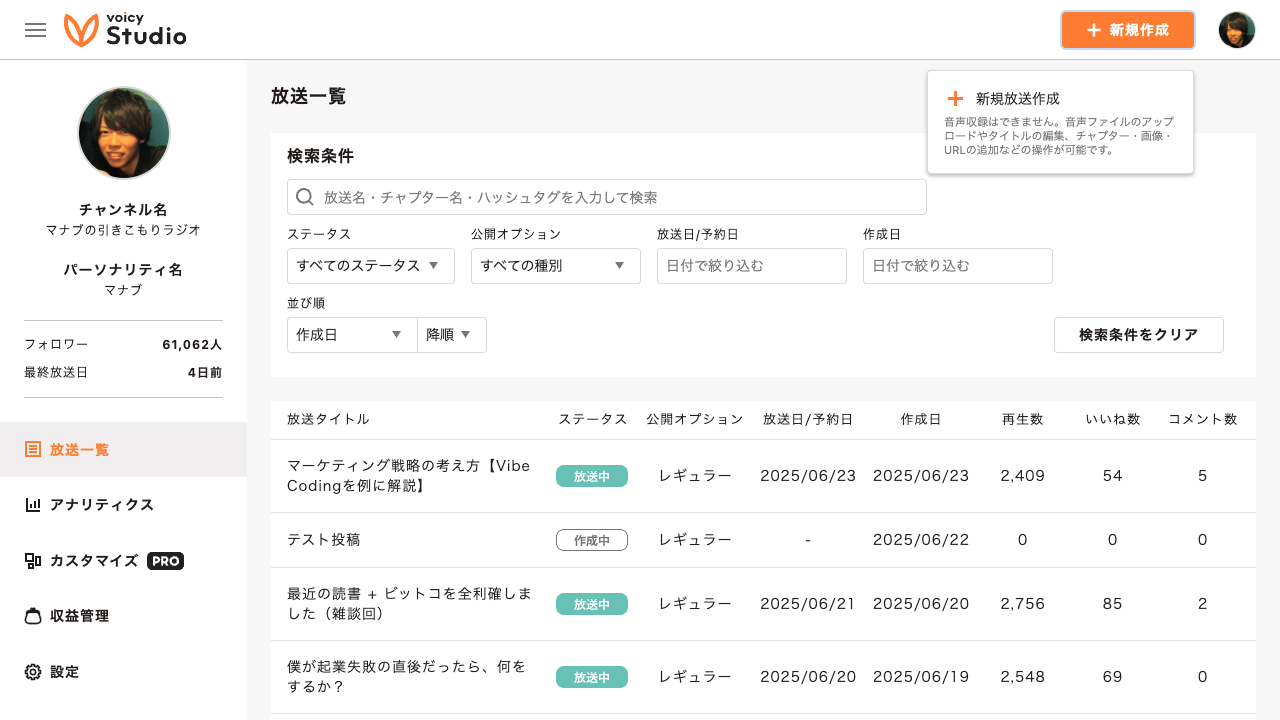 voicy
Studio
新規作成
新規放送作成
音声収録はできません。音声ファイルのアップ
ロードやタイトルの編集、チャプター・画像・
URLの追加などの操作が可能です。
チャンネル名
マナブの引きこもりラジオ
パーソナリティ名
マナブ
フォロワー 61,062人
最終放送日 4日前
放送一覧
アナリティクス
カスタマイズ PRO
収益管理
設定
放送一覧
検索条件
放送名・チャプター名・ハッシュタグを入力して検索
ステータス 公開オプション 放送日/予約日 作成日
すべてのステータス すべての種別 日付で絞り込む 日付で絞り込む
並び順
作成日 降順 検索条件をクリア
放送タイトル ステータス 公開オプション 放送日/予約日 作成日 再生数 いいね数 コメント数
マーケティング戦略の考え方【Vibe
Codingを例に解説】 放送中 レギュラー 2025/06/23 2025/06/23 2,409 54 5
テスト投稿 作成中 レギュラー - 2025/06/22 0 0 0
最近の読書 + ビットコを全利確しま
した（雑談回） 放送中 レギュラー 2025/06/21 2025/06/20 2,756 85 2
僕が起業失敗の直後だったら、何を
するか？ 放送中 レギュラー 2025/06/20 2025/06/19 2,548 69 0